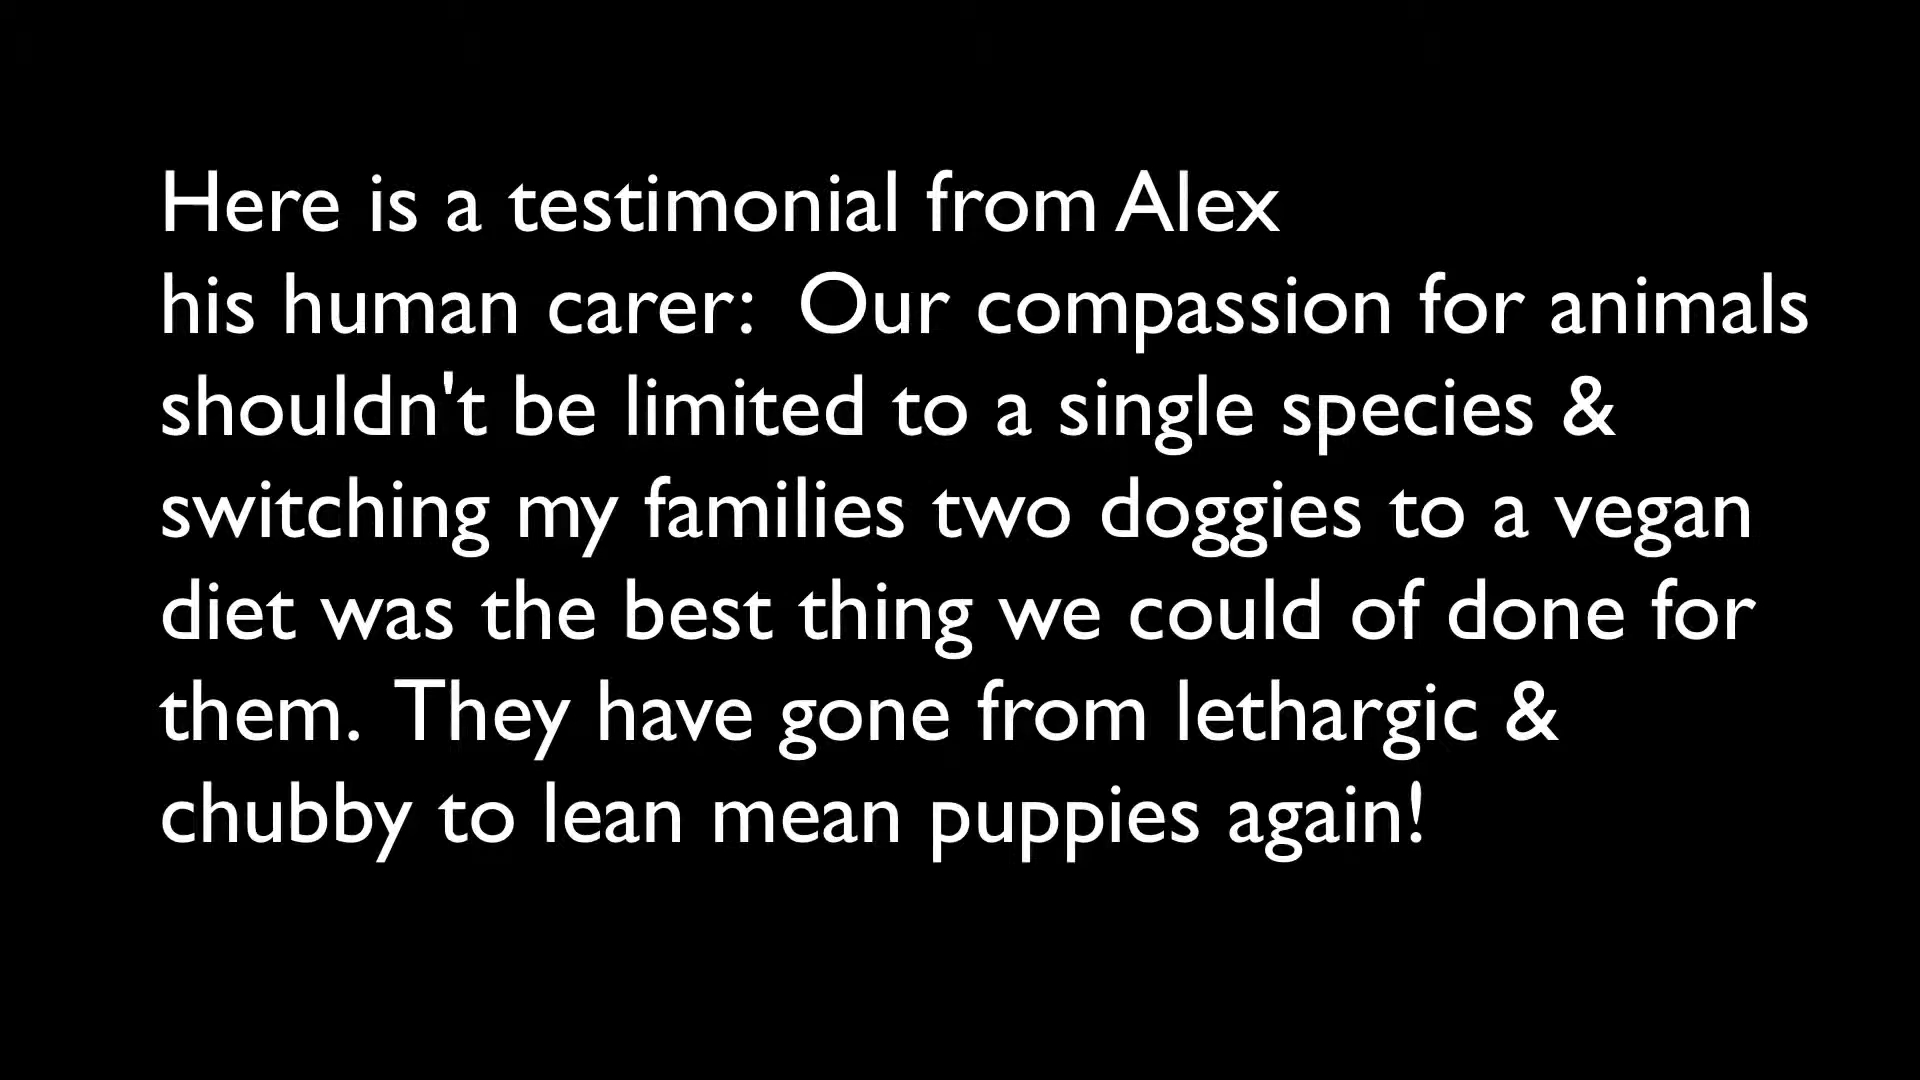 Here is a testimonial from Alex
his human carer:  Our compassion for animals
shouldn't be limited to a single species &
switching my families two doggies to a vegan
diet was the best thing we could of done for
them.  They have gone from lethargic &
chubby to lean mean puppies again!